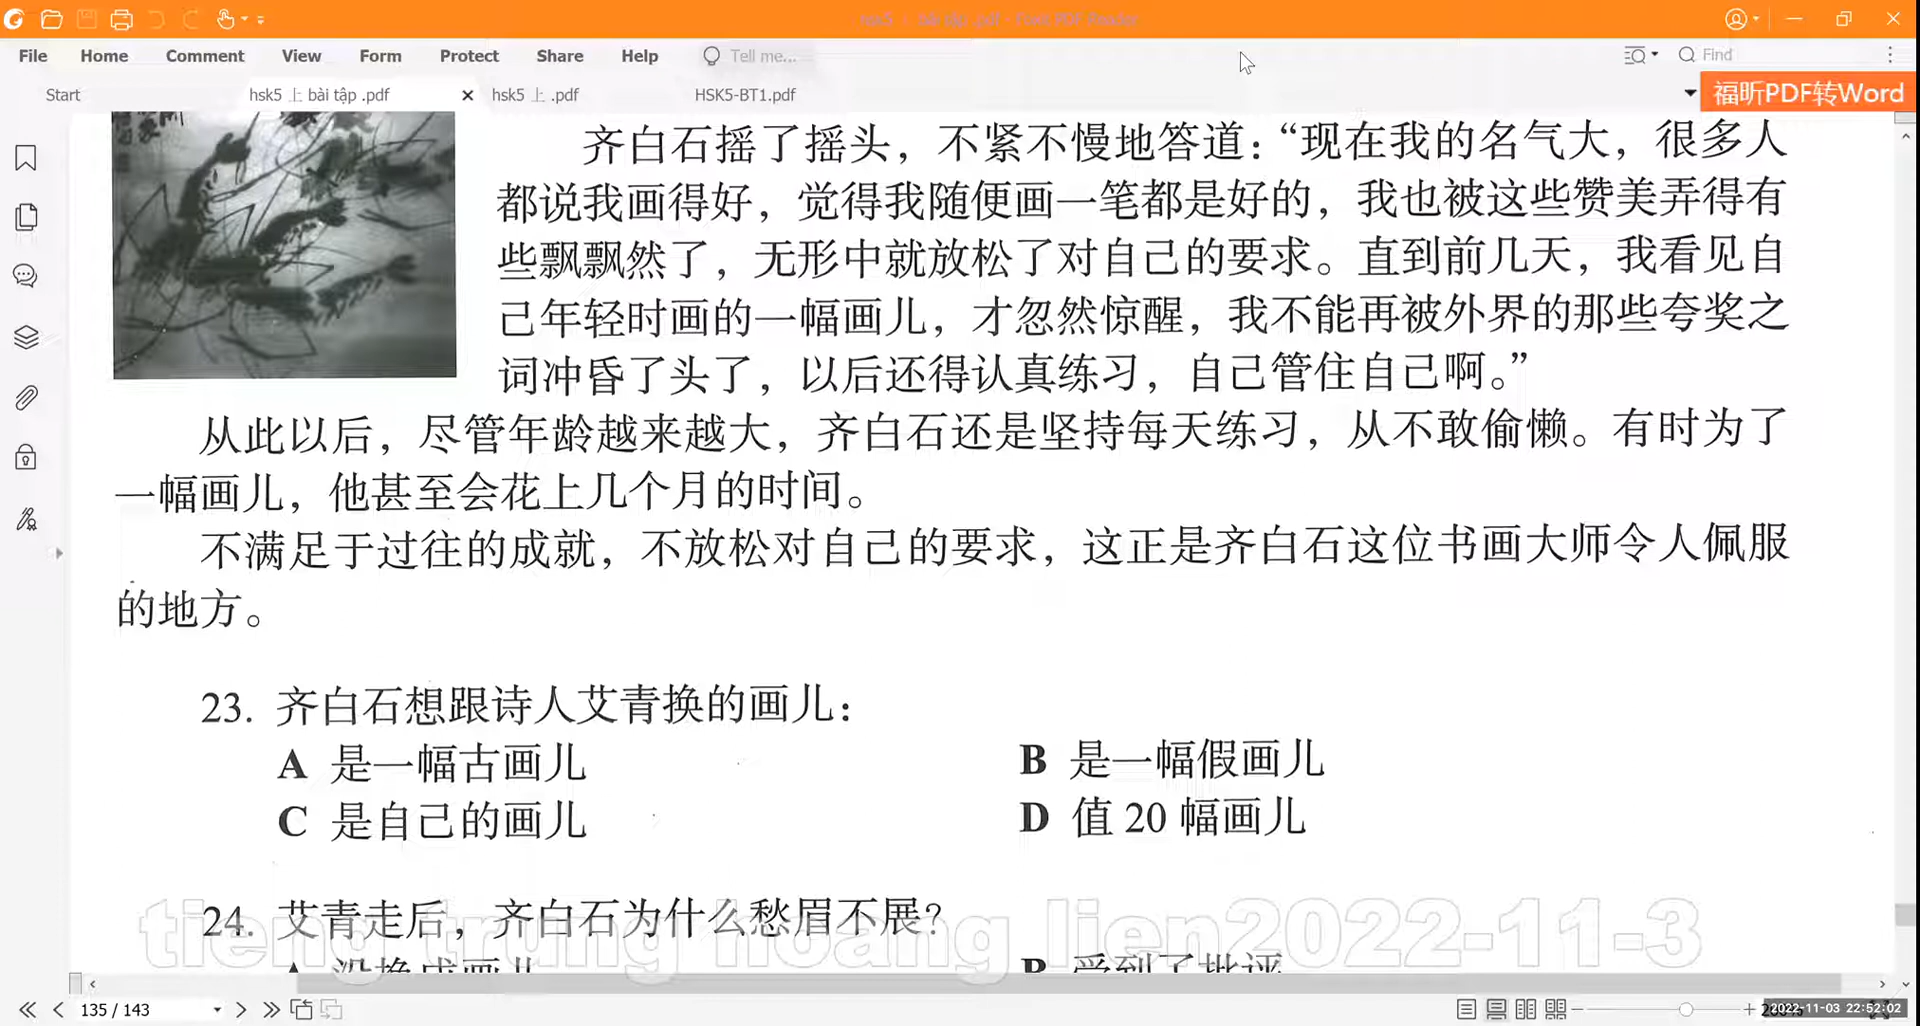 File Home Comment View Form Protect Share Help Tell me... Find
Start hsk5 上 bài tập .pdf hsk5 上 .pdf HSK5-BT1.pdf 福昕PDF转Word
齐白石摇了摇头，不紧不慢地答道：“现在我的名气大，很多人
都说我画得好，觉得我随便画一笔都是好的，我也被这些赞美弄得有
些飘飘然了，无形中就放松了对自己的要求。直到前几天，我看见自
己年轻时画的一幅画儿，才忽然惊醒，我不能再被外界的那些夸奖之
词冲昏了头了，以后还得认真练习，自己管住自己啊。”
从此以后，尽管年龄越来越大，齐白石还是坚持每天练习，从不敢偷懒。有时为了
一幅画儿，他甚至会花上几个月的时间。
不满足于过往的成就，不放松对自己的要求，这正是齐白石这位书画大师令人佩服
的地方。
23. 齐白石想跟诗人艾青换的画儿：
A 是一幅古画儿 B 是一幅假画儿
C 是自己的画儿 D 值 20 幅画儿
24. 艾青走后，齐白石为什么愁眉不展？
tieng trung hoang lien2022-11-3
A 没换成画儿 B 受到了批评
135 / 143 2022-11-03 22:52:02